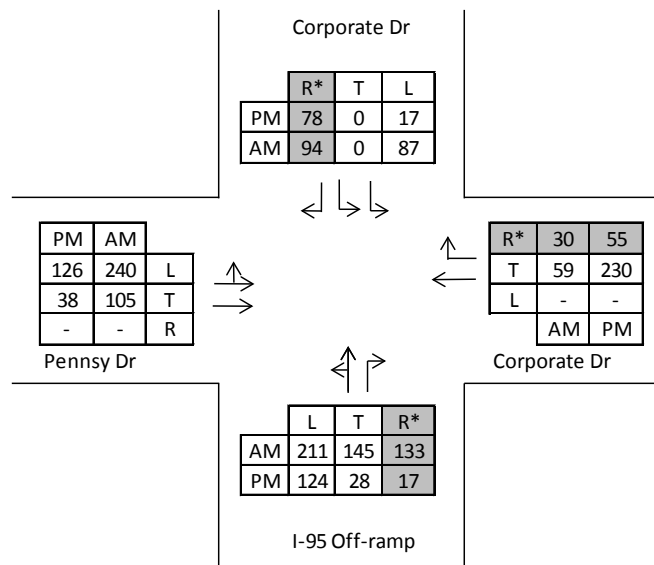 Corporate Dr
R* T L
PM 78 0 17
AM 94 0 87
PM AM
126 240 L
38 105 T
- - R
Pennsy Dr
R* 30 55
T 59 230
L - -
AM PM
Corporate Dr
L T R*
AM 211 145 133
PM 124 28 17
I-95 Off-ramp